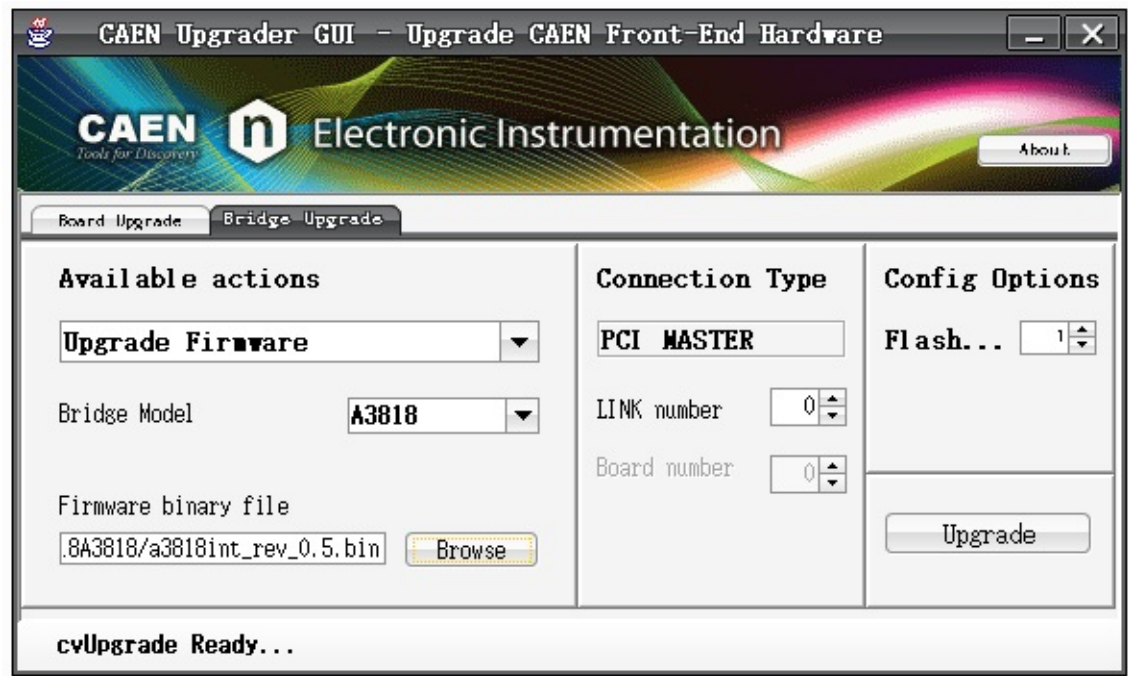 CAEN Upgrader GUI - Upgrade CAEN Front-End Hardware
CAEN n Electronic Instrumentation
Tools for Discovery
About
Board Upgrade Bridge Upgrade
Available actions
Upgrade Firmware
Bridge Model A3818
Firmware binary file
.8A3818/a3818int_rev_0.5.bin Browse
Connection Type
PCI MASTER
LINK number 0
Board number 0
Config Options
Flash... 1
Upgrade
cvUpgrade Ready...